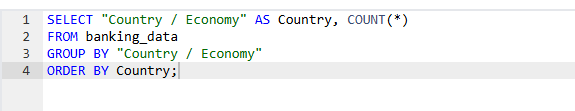 1 SELECT "Country / Economy" AS Country, COUNT(*)
2 FROM banking_data
3 GROUP BY "Country / Economy"
4 ORDER BY Country;